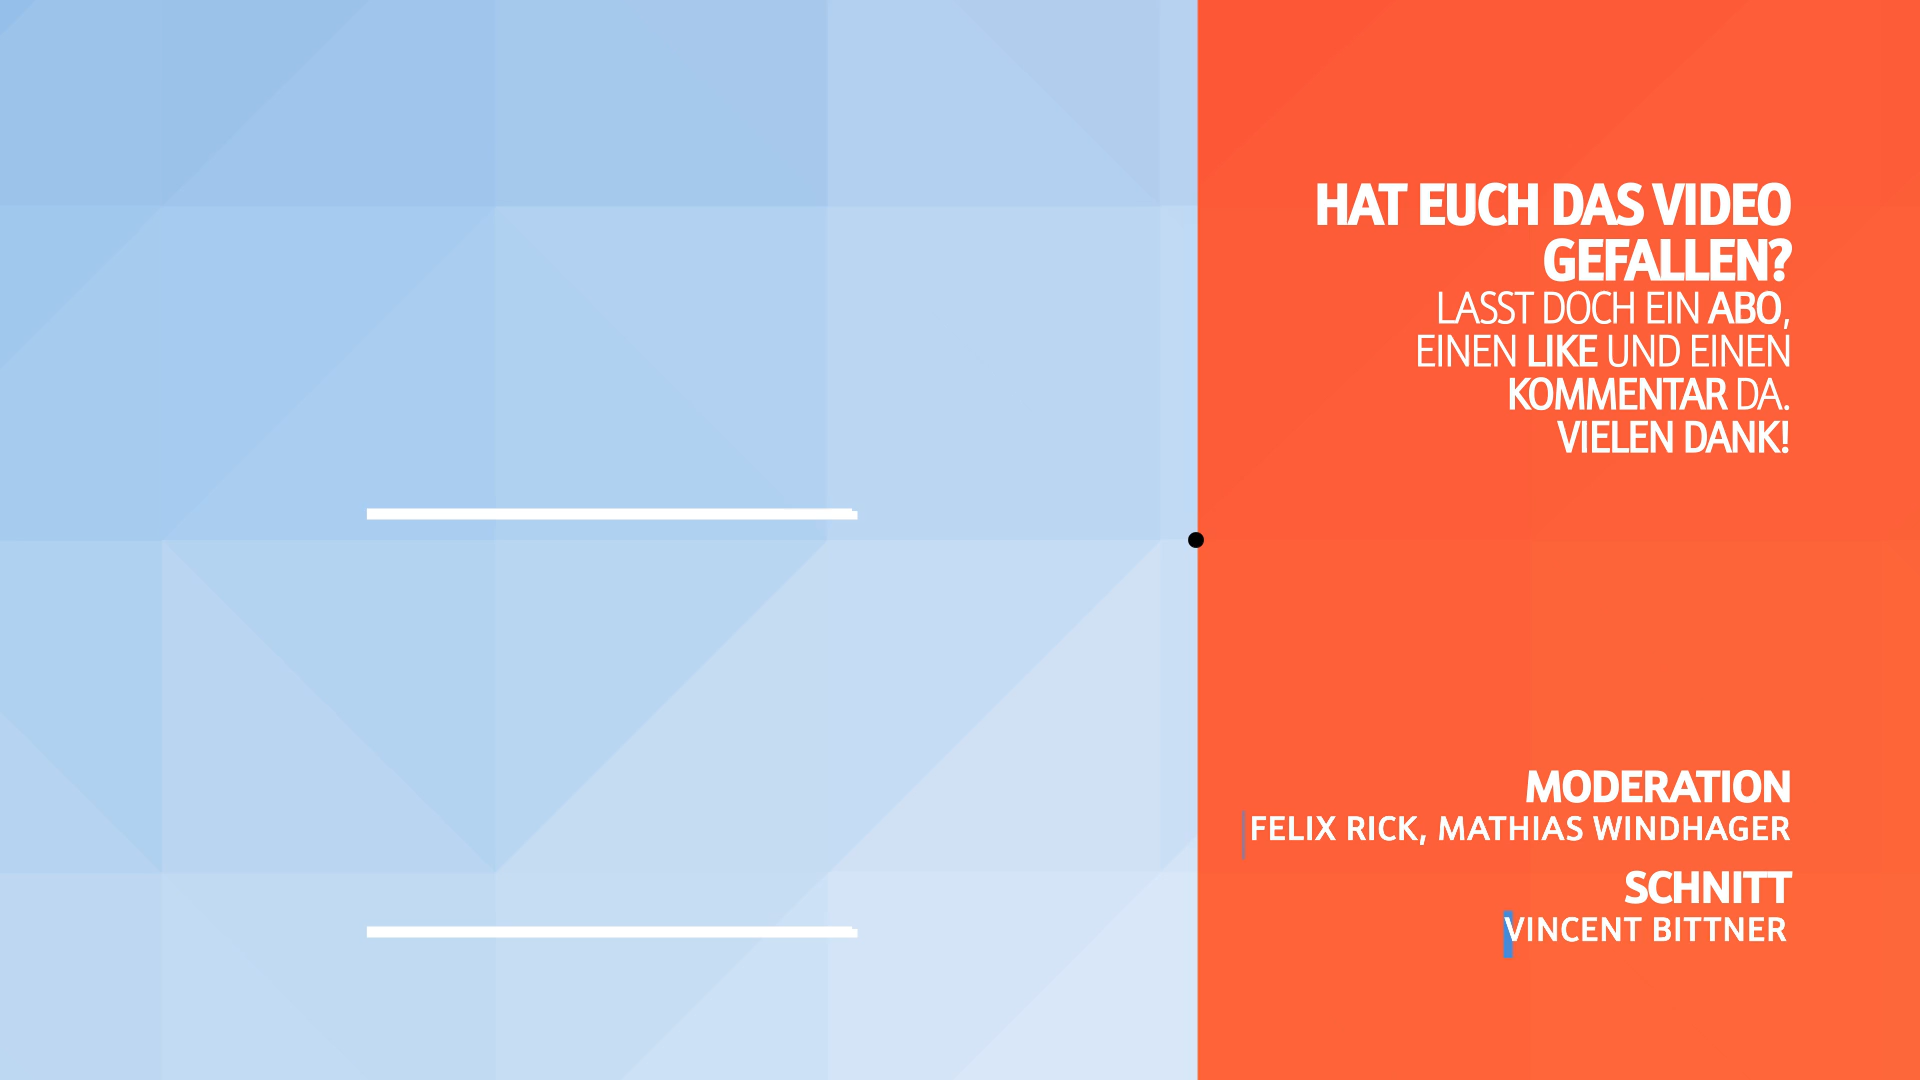 HAT EUCH DAS VIDEO
GEFALLEN?
LASST DOCH EIN ABO,
EINEN LIKE UND EINEN
KOMMENTAR DA.
VIELEN DANK!
MODERATION
FELIX RICK, MATHIAS WINDHAGER
SCHNITT
VINCENT BITTNER